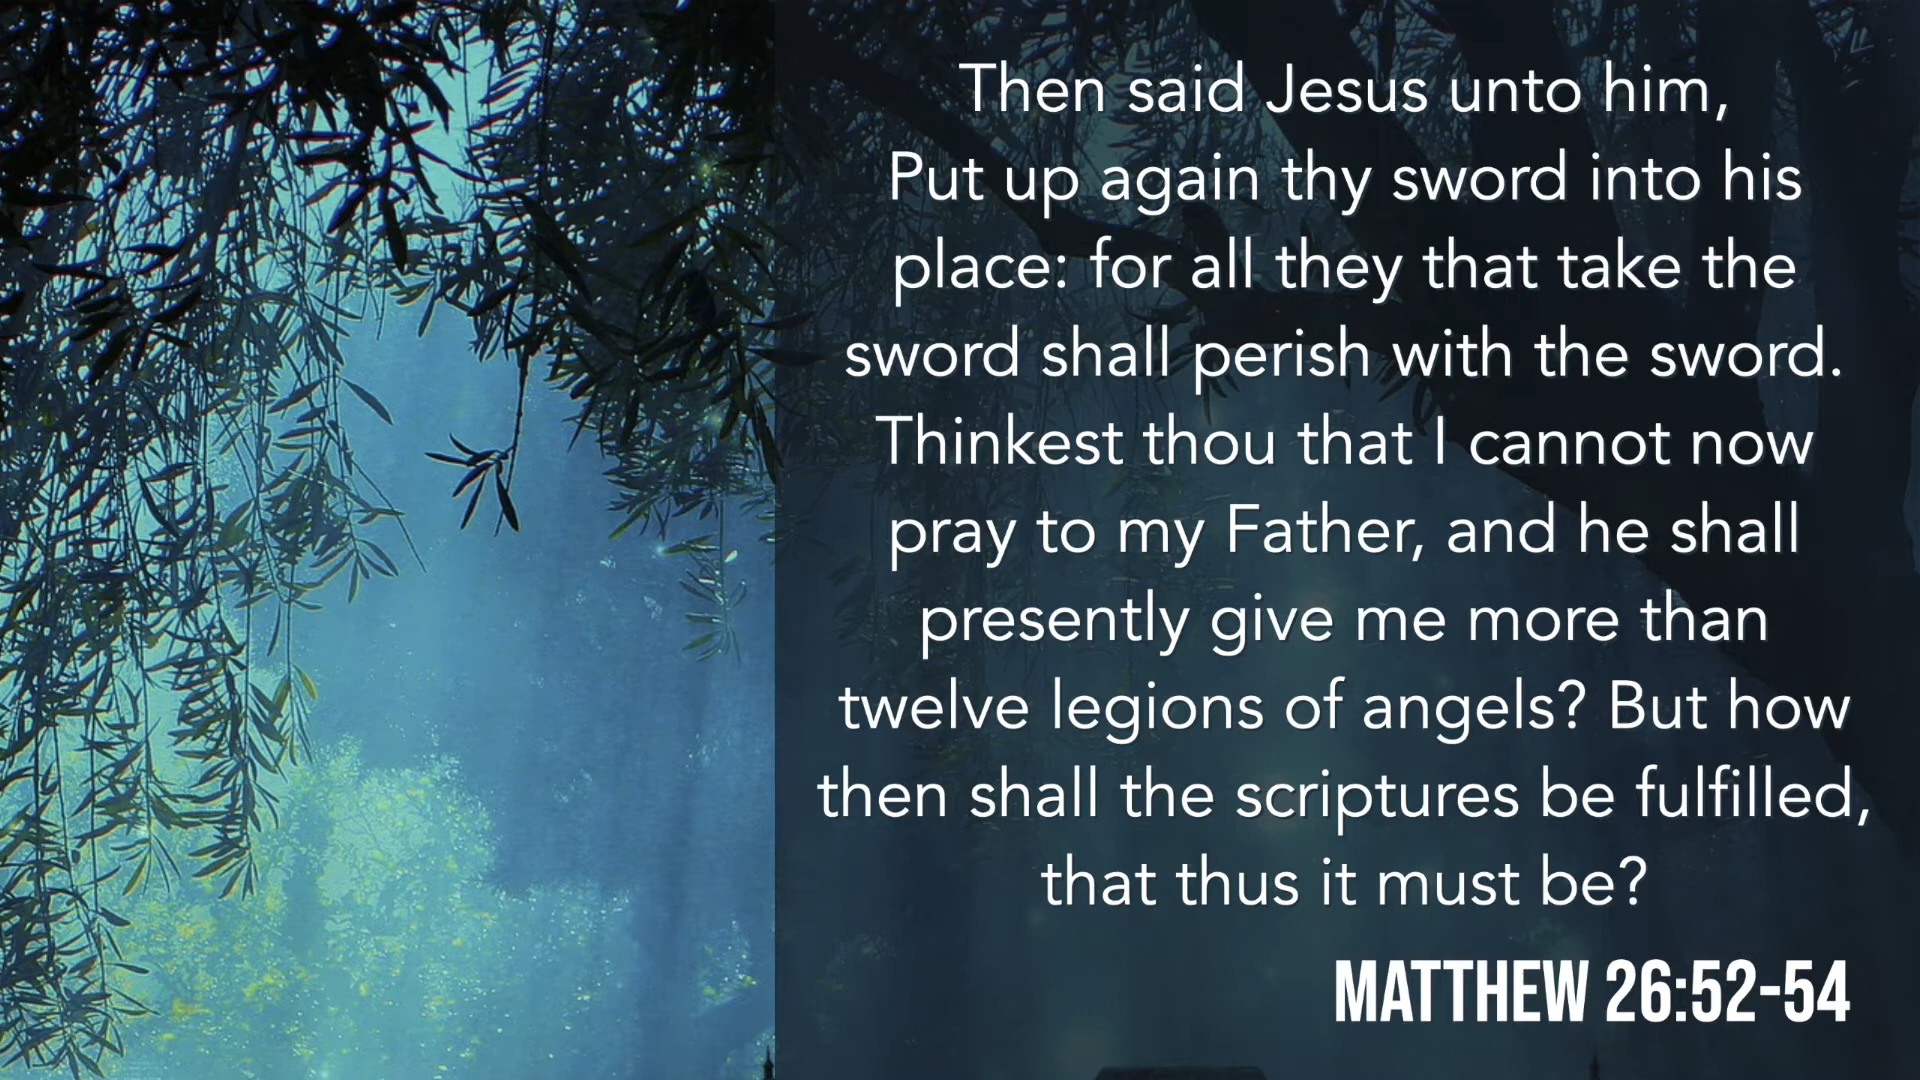 Then said Jesus unto him,
Put up again thy sword into his
place: for all they that take the
sword shall perish with the sword.
Thinkest thou that I cannot now
pray to my Father, and he shall
presently give me more than
twelve legions of angels? But how
then shall the scriptures be fulfilled,
that thus it must be?
MATTHEW 26:52-54